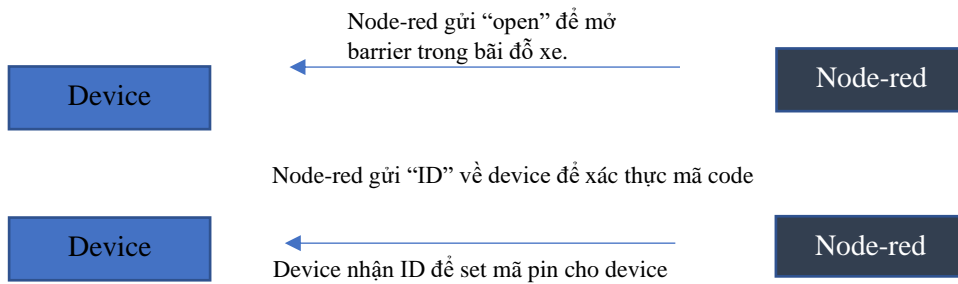 Node-red gửi “open” để mở
barrier trong bãi đỗ xe.
Device
Node-red
Node-red gửi “ID” về device để xác thực mã code
Device
Node-red
Device nhận ID để set mã pin cho device